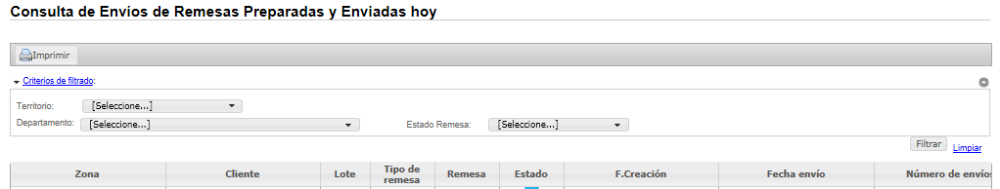 Consulta de Envíos de Remesas Preparadas y Enviadas hoy
Imprimir
Criterios de filtrado:
Territorio: [Seleccione...]
Departamento: [Seleccione...] Estado Remesa: [Seleccione...]
Filtrar Limpiar
Zona Cliente Lote Tipo de remesa Remesa Estado F.Creación Fecha envío Número de envíos